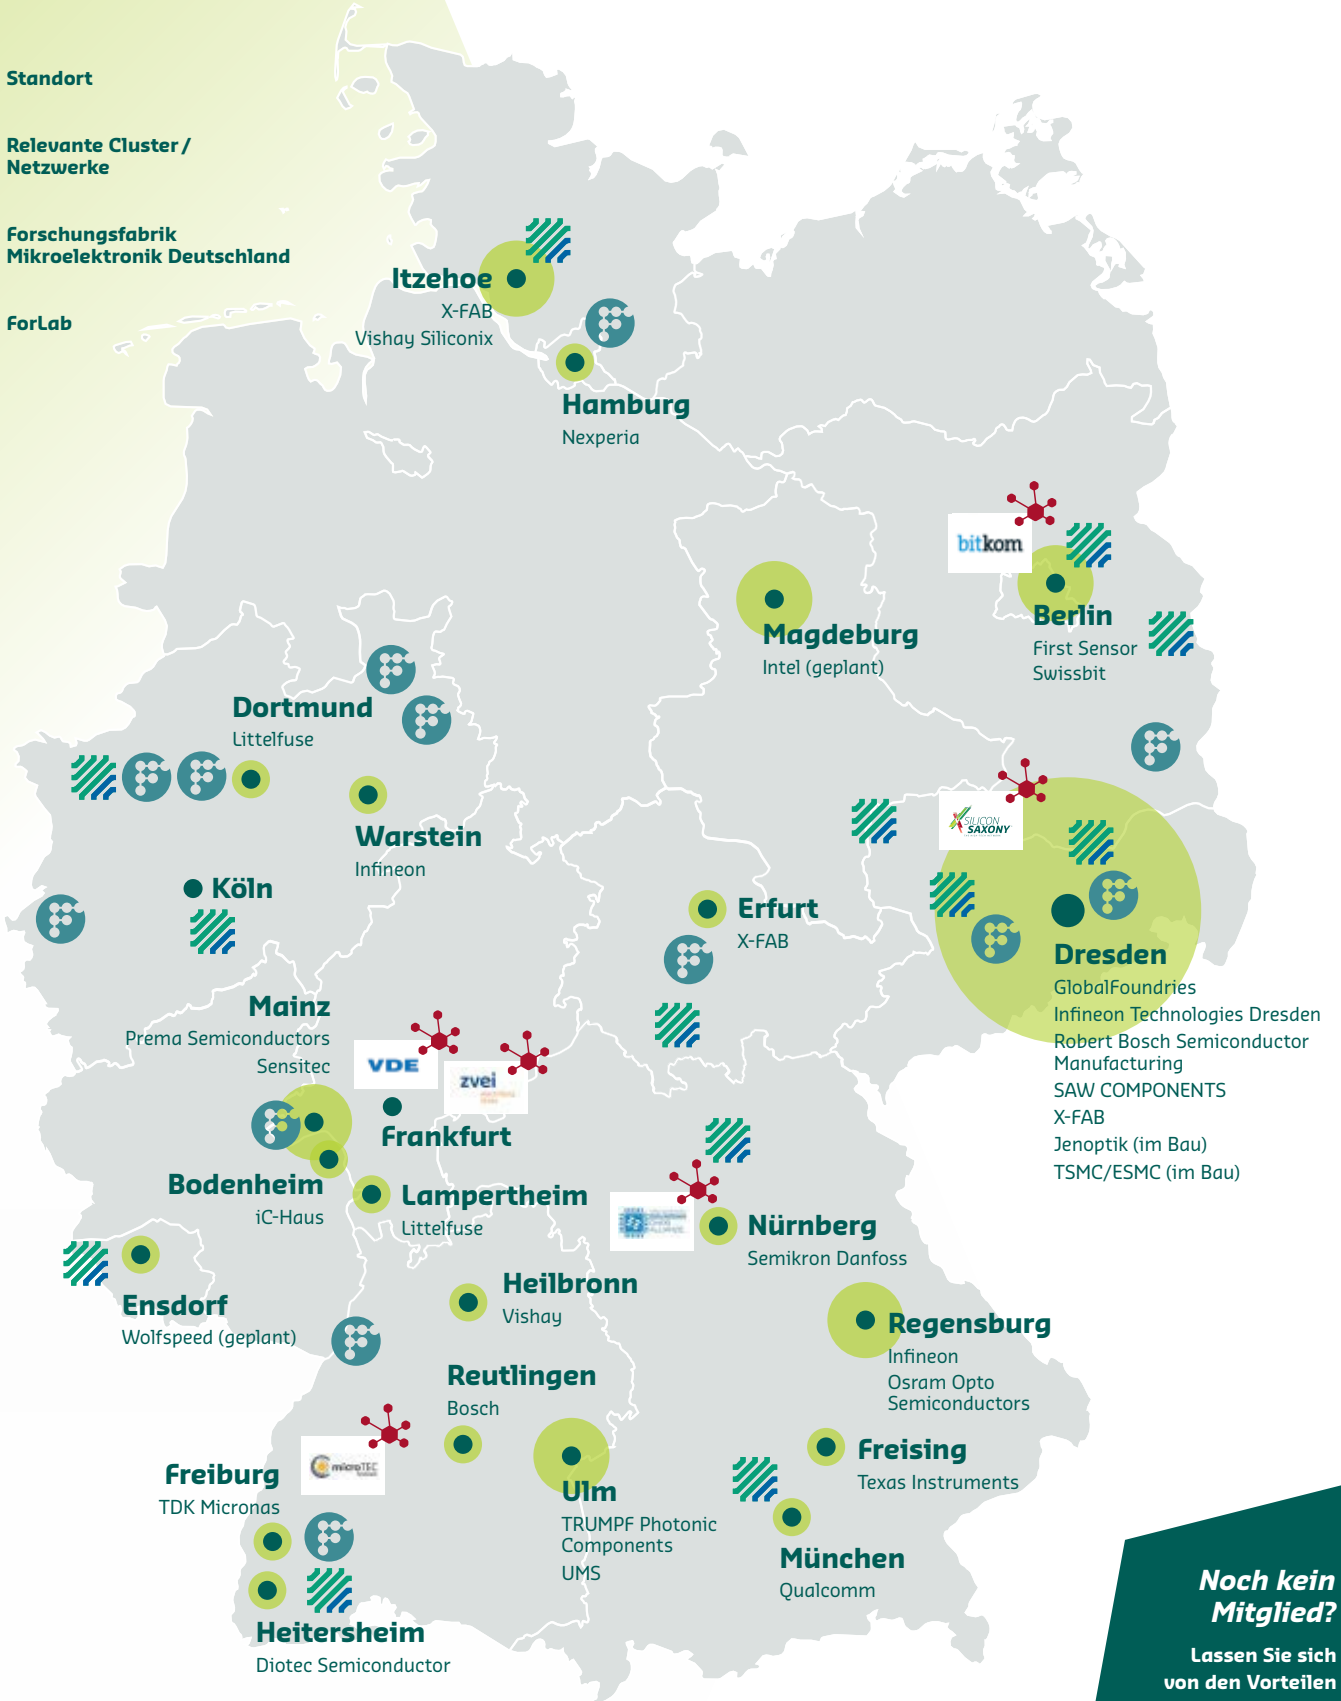 Standort
Relevante Cluster /
Netzwerke
Forschungsfabrik
Mikroelektronik Deutschland
ForLab
Itzehoe
X-FAB
Vishay Siliconix
Hamburg
Nexperia
bitkom
Berlin
First Sensor
Swissbit
Magdeburg
Intel (geplant)
Dortmund
Littelfuse
Warstein
Infineon
Köln
Erfurt
X-FAB
SILICON
SAXONY
Dresden
GlobalFoundries
Infineon Technologies Dresden
Robert Bosch Semiconductor
Manufacturing
SAW COMPONENTS
X-FAB
Jenoptik (im Bau)
TSMC/ESMC (im Bau)
Mainz
Prema Semiconductors
Sensitec
VDE
zvei
Frankfurt
Bodenheim
iC-Haus
Lampertheim
Littelfuse
Nürnberg
Semikron Danfoss
Ensdorf
Wolfspeed (geplant)
Heilbronn
Vishay
Regensburg
Infineon
Osram Opto
Semiconductors
Reutlingen
Bosch
microTEC
Freiburg
TDK Micronas
Ulm
TRUMPF Photonic
Components
UMS
Freising
Texas Instruments
München
Qualcomm
Heitersheim
Diotec Semiconductor
Noch kein
Mitglied?
Lassen Sie sich
von den Vorteilen